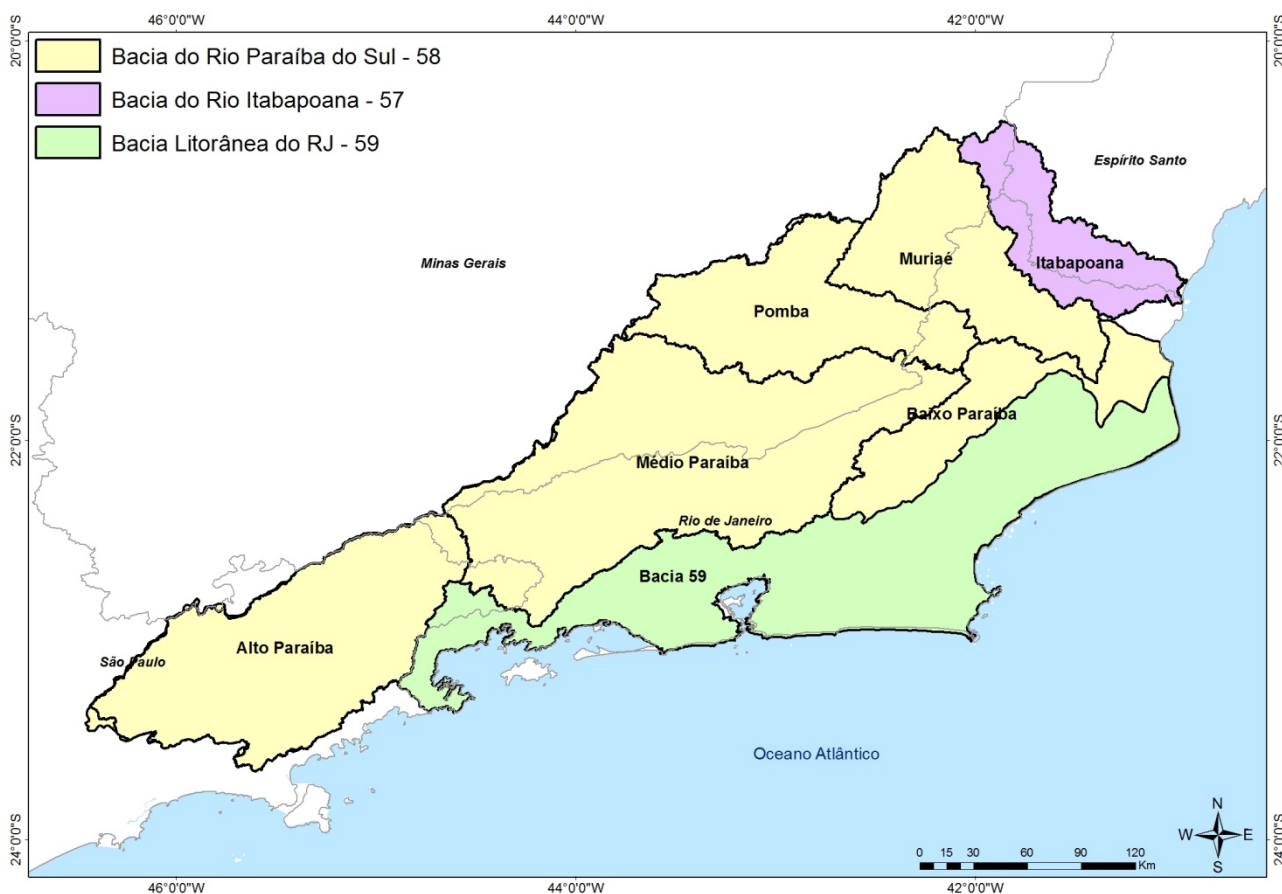 46°0'0"W 44°0'0"W 42°0'0"W
20°0'0"S 20°0'0"S
Bacia do Rio Paraíba do Sul - 58
Bacia do Rio Itabapoana - 57
Bacia Litorânea do RJ - 59
Espírito Santo
Minas Gerais
Muriaé
Itabapoana
Pomba
Baixo Paraíba
22°0'0"S 22°0'0"S
Médio Paraíba
Rio de Janeiro
Bacia 59
Alto Paraíba
São Paulo
Oceano Atlântico
N
W E
S
24°0'0"S 24°0'0"S
0 15 30 60 90 120
Km
46°0'0"W 44°0'0"W 42°0'0"W